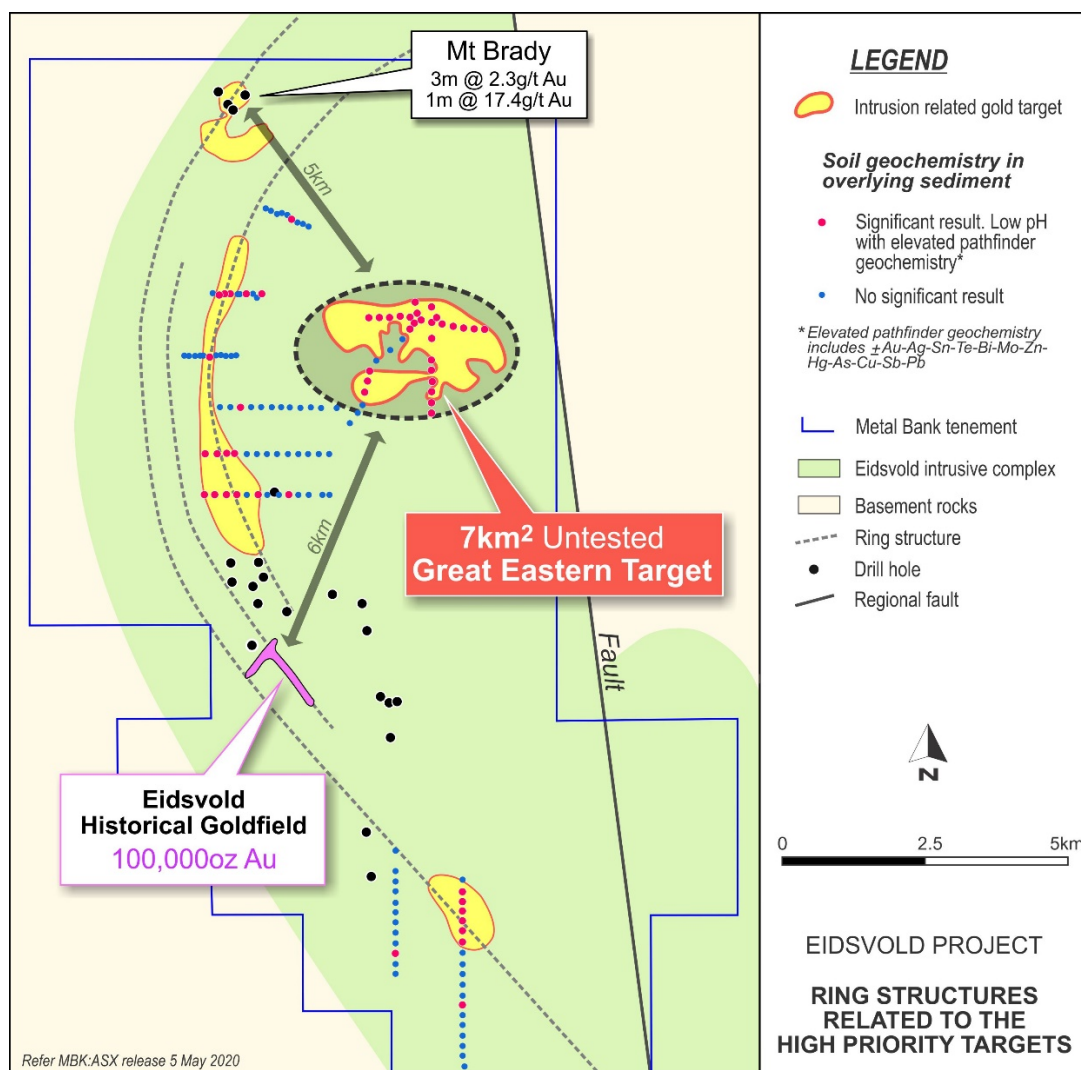 Mt Brady
3m @ 2.3g/t Au
1m @ 17.4g/t Au
5km
7km² Untested
Great Eastern Target
6km
Fault
Eidsvold
Historical Goldfield
100,000oz Au
Refer MBK:ASX release 5 May 2020
LEGEND
Intrusion related gold target
Soil geochemistry in
overlying sediment
Significant result. Low pH
with elevated pathfinder
geochemistry*
No significant result
* Elevated pathfinder geochemistry
includes ±Au-Ag-Sn-Te-Bi-Mo-Zn-
Hg-As-Cu-Sb-Pb
Metal Bank tenement
Eidsvold intrusive complex
Basement rocks
Ring structure
Drill hole
Regional fault
N
0 2.5 5km
EIDSVOLD PROJECT
RING STRUCTURES
RELATED TO THE
HIGH PRIORITY TARGETS